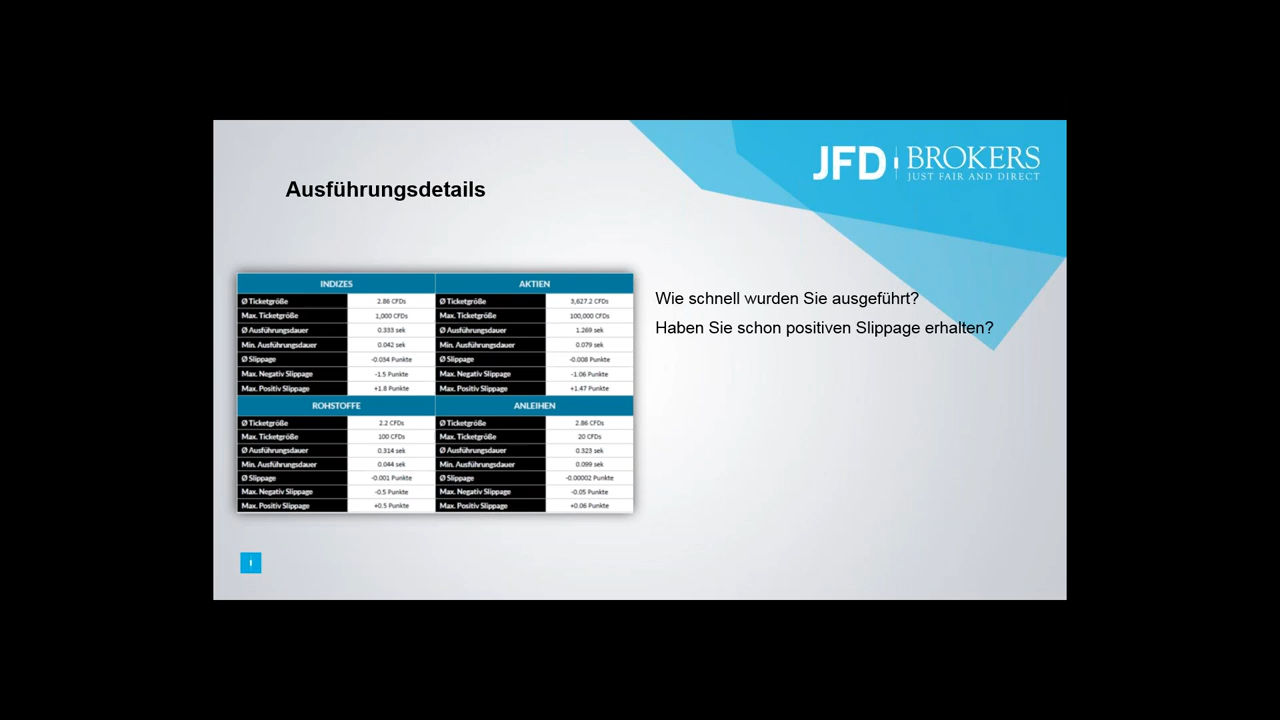 JFD BROKERS
JUST FAIR AND DIRECT
Ausführungsdetails
INDIZES
Ø Ticketgröße 2.86 CFDs
Max. Ticketgröße 1,000 CFDs
Ø Ausführungsdauer 0.333 sek
Min. Ausführungsdauer 0.042 sek
Ø Slippage -0.034 Punkte
Max. Negativ Slippage -1.5 Punkte
Max. Positiv Slippage +1.8 Punkte
AKTIEN
Ø Ticketgröße 3,627.2 CFDs
Max. Ticketgröße 100,000 CFDs
Ø Ausführungsdauer 1.269 sek
Min. Ausführungsdauer 0.079 sek
Ø Slippage -0.008 Punkte
Max. Negativ Slippage -1.06 Punkte
Max. Positiv Slippage +1.47 Punkte
ROHSTOFFE
Ø Ticketgröße 2.2 CFDs
Max. Ticketgröße 100 CFDs
Ø Ausführungsdauer 0.314 sek
Min. Ausführungsdauer 0.044 sek
Ø Slippage -0.001 Punkte
Max. Negativ Slippage -0.5 Punkte
Max. Positiv Slippage +0.5 Punkte
ANLEIHEN
Ø Ticketgröße 2.86 CFDs
Max. Ticketgröße 20 CFDs
Ø Ausführungsdauer 0.323 sek
Min. Ausführungsdauer 0.099 sek
Ø Slippage -0.00002 Punkte
Max. Negativ Slippage -0.05 Punkte
Max. Positiv Slippage +0.06 Punkte
Wie schnell wurden Sie ausgeführt?
Haben Sie schon positiven Slippage erhalten?